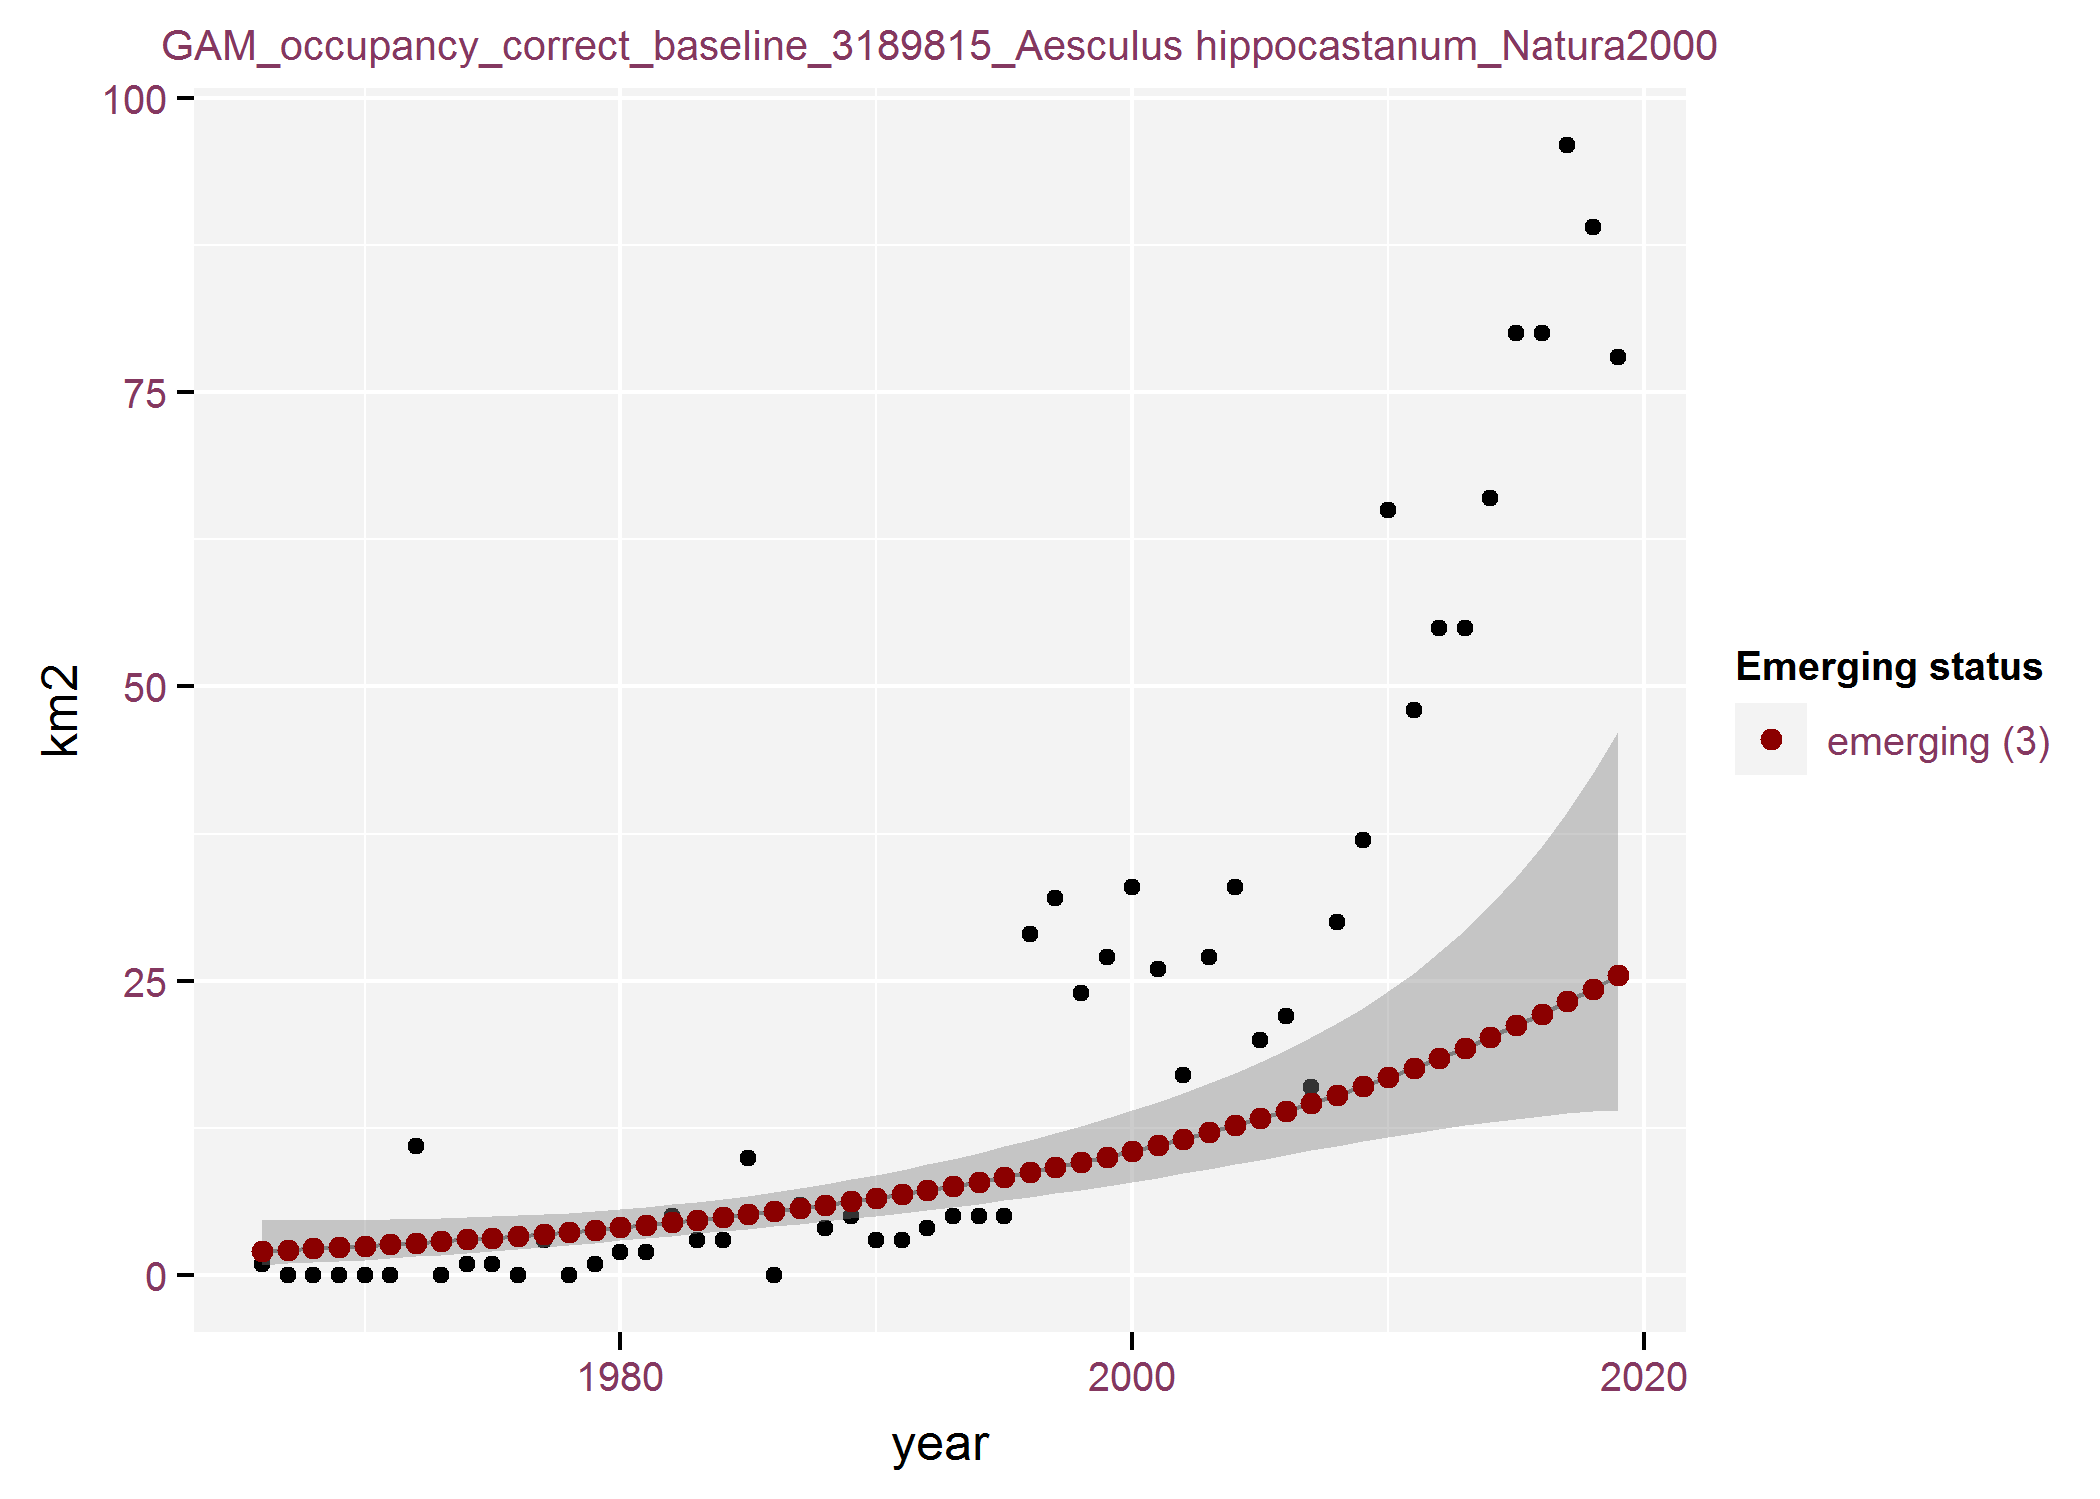 GAM_occupancy_correct_baseline_3189815_Aesculus hippocastanum_Natura2000
100
75
50
25
0
km2
1980
2000
2020
year
Emerging status
emerging (3)